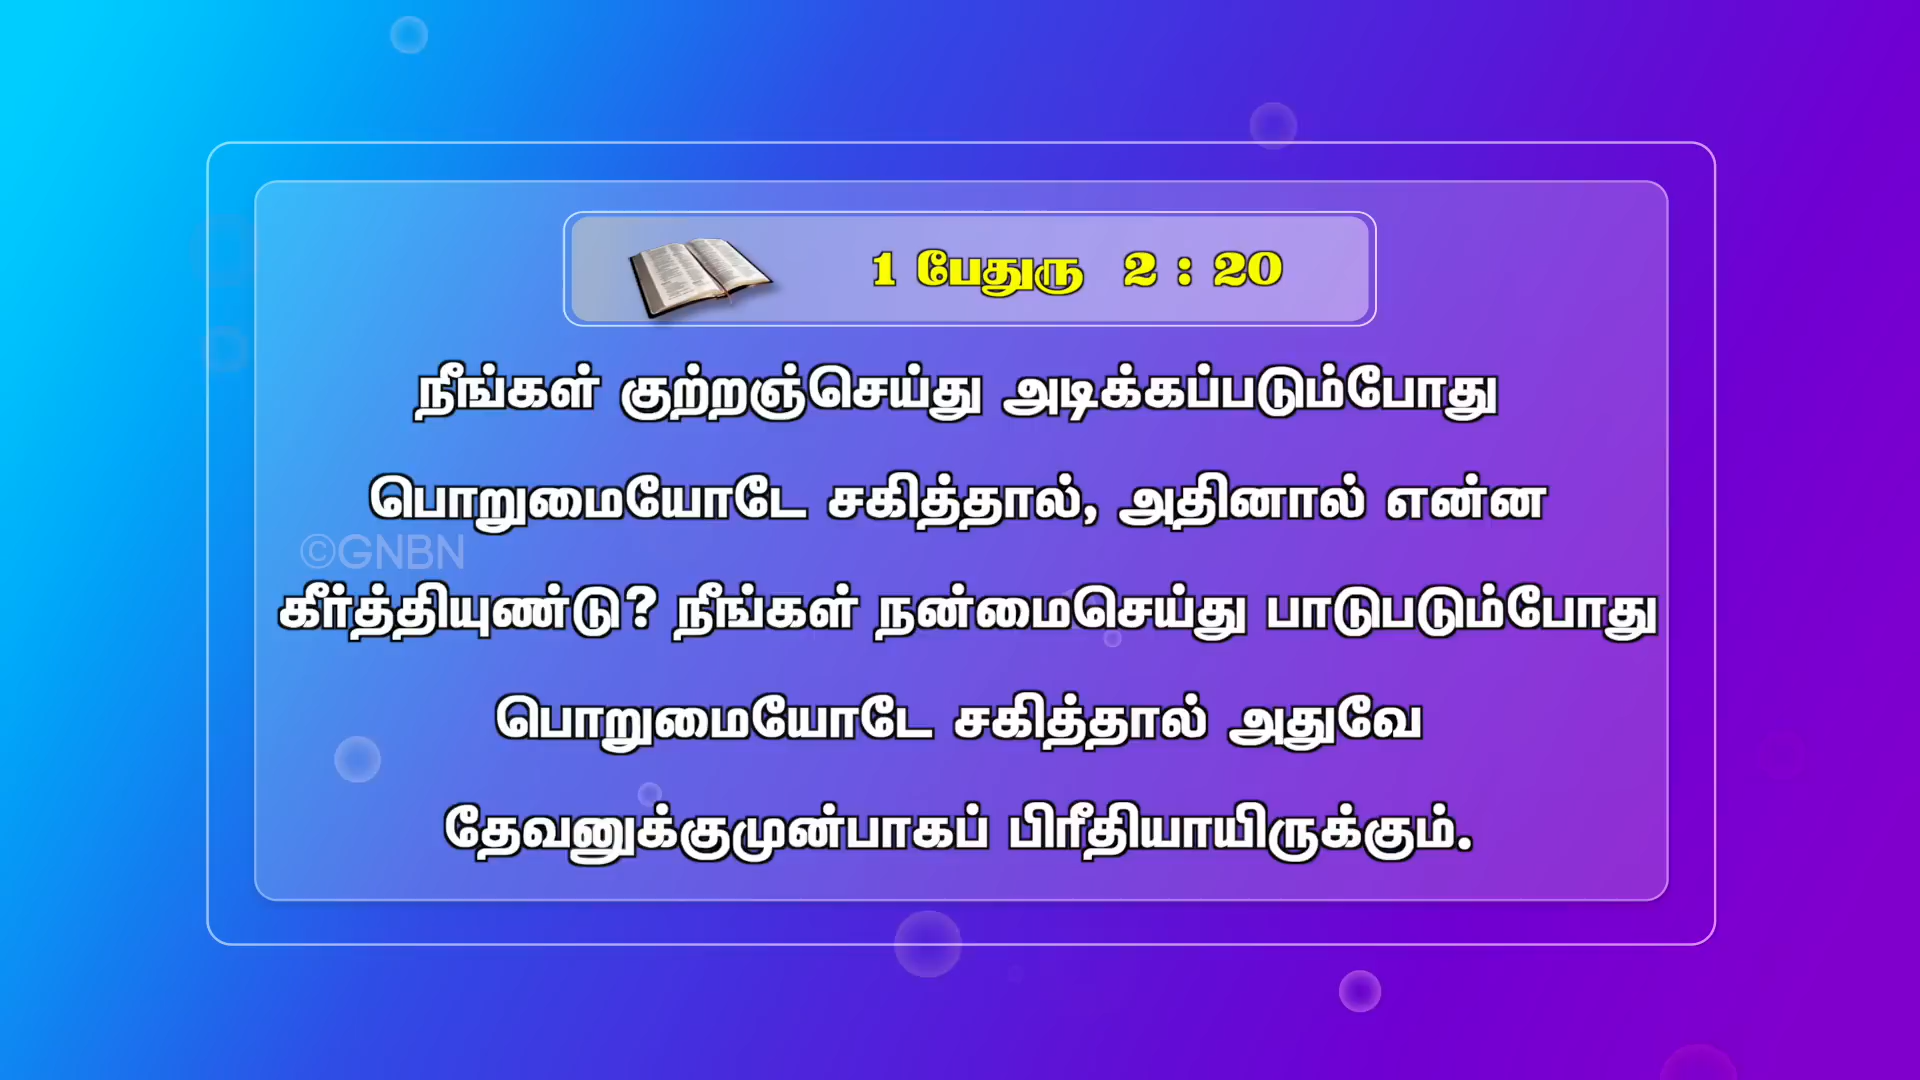 1 பேதுரு 2 : 20
நீங்கள் குற்றஞ்செய்து அடிக்கப்படும்போது
பொறுமையோடே சகித்தால், அதினால் என்ன
©GNBN
கீர்த்தியுண்டு? நீங்கள் நன்மைசெய்து பாடுபடும்போது
பொறுமையோடே சகித்தால் அதுவே
தேவனுக்குமுன்பாகப் பிரீதியாயிருக்கும்.